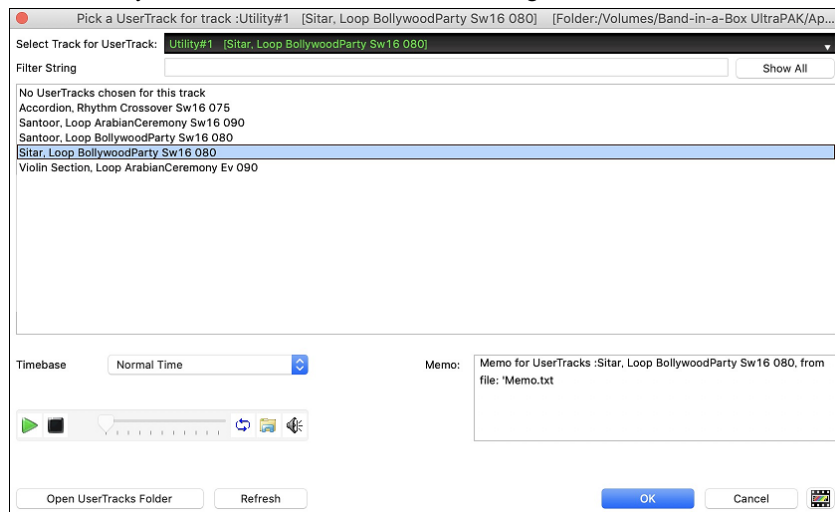 Pick a UserTrack for track :Utility#1 [Sitar, Loop BollywoodParty Sw16 080] [Folder:/Volumes/Band-in-a-Box UltraPAK/Ap...
Select Track for UserTrack: Utility#1 [Sitar, Loop BollywoodParty Sw16 080]
Filter String
Show All
No UserTracks chosen for this track
Accordion, Rhythm Crossover Sw16 075
Santoor, Loop ArabianCeremony Sw16 090
Santoor, Loop BollywoodParty Sw16 080
Sitar, Loop BollywoodParty Sw16 080
Violin Section, Loop ArabianCeremony Ev 090
Timebase Normal Time
Memo: Memo for UserTracks :Sitar, Loop BollywoodParty Sw16 080, from
file: 'Memo.txt
Open UserTracks Folder Refresh OK Cancel